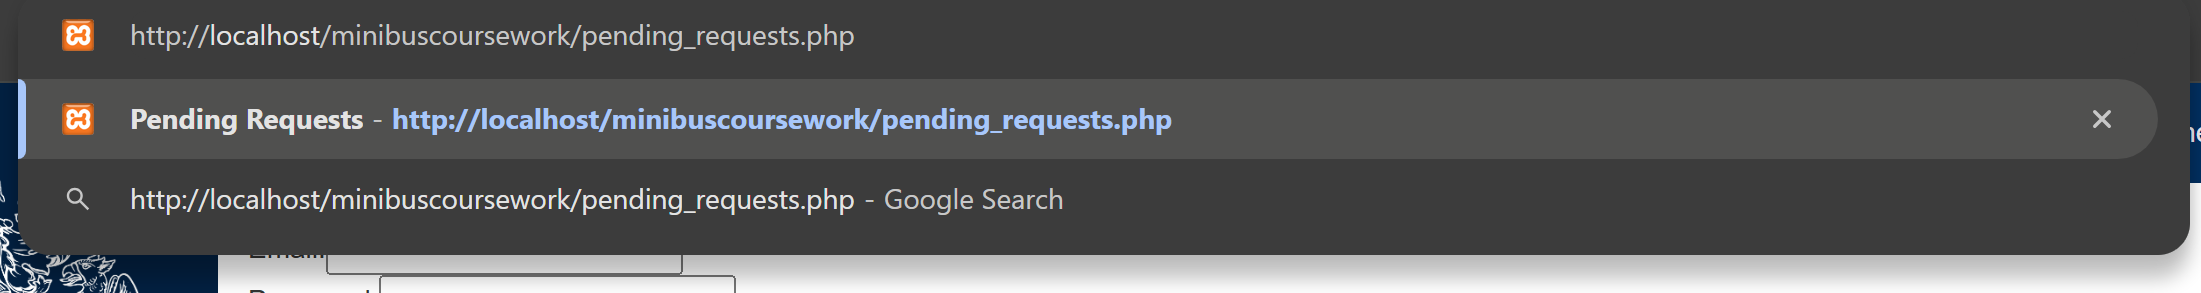 http://localhost/minibuscoursework/pending_requests.php
Pending Requests - http://localhost/minibuscoursework/pending_requests.php
http://localhost/minibuscoursework/pending_requests.php - Google Search